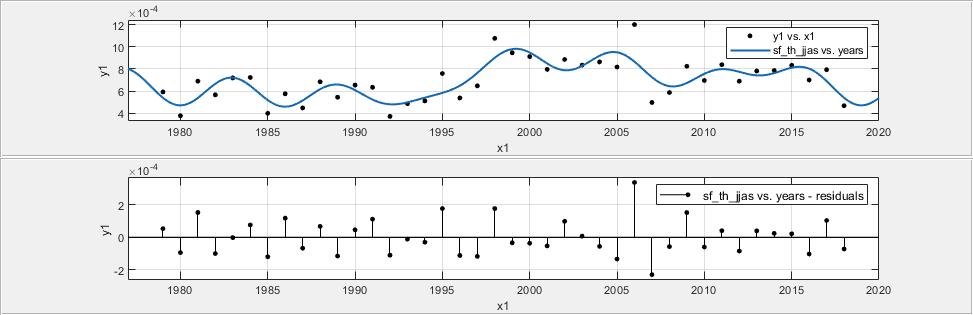 ×10⁻⁴
12
10
8
6
4
y1
y1 vs. x1
sf_th_jjas vs. years
1980 1985 1990 1995 2000 2005 2010 2015 2020
x1
×10⁻⁴
2
0
-2
y1
sf_th_jjas vs. years - residuals
1980 1985 1990 1995 2000 2005 2010 2015 2020
x1